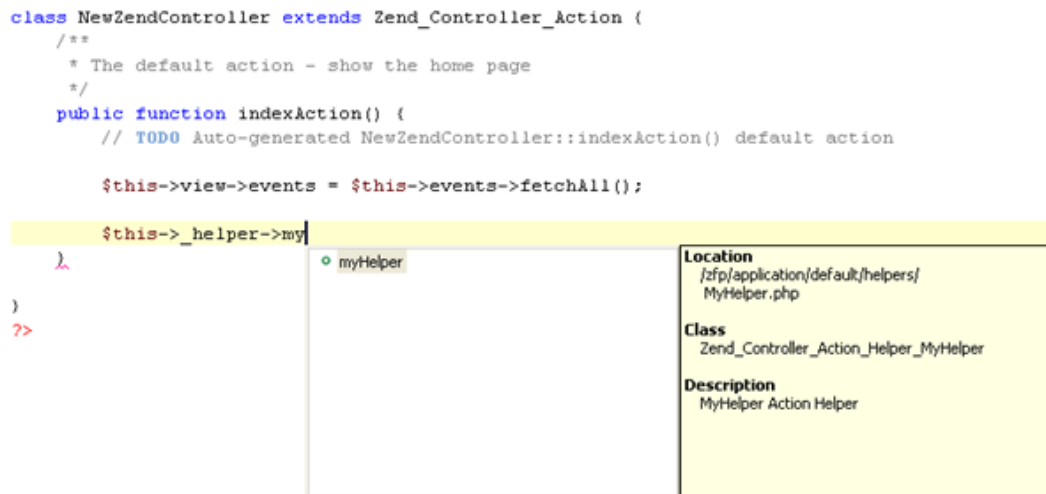 class NewZendController extends Zend_Controller_Action {
/**
* The default action - show the home page
*/
public function indexAction() {
// TODO Auto-generated NewZendController::indexAction() default action
$this->view->events = $this->events->fetchAll();
$this->_helper->my
}
myHelper
Location
/zfp/application/default/helpers/
MyHelper.php
Class
Zend_Controller_Action_Helper_MyHelper
Description
MyHelper Action Helper
}
?>